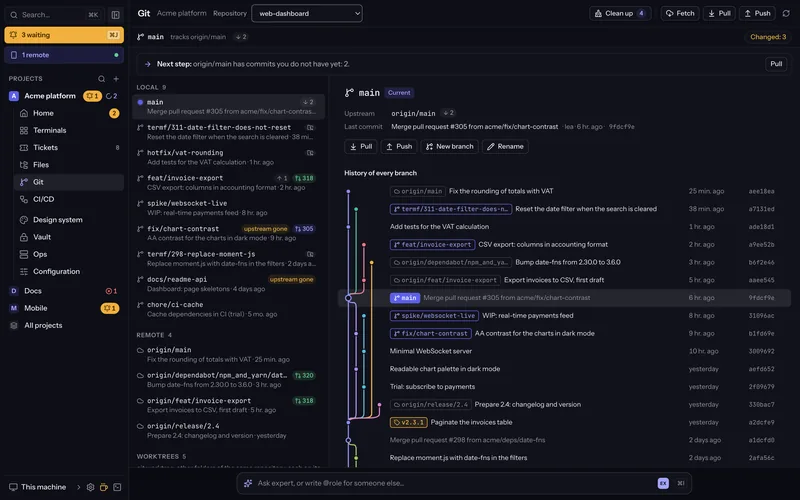 Search... ⌘K
3 waiting ⌘J
1 remote
PROJECTS
A Acme platform 1 2
Home 2
Terminals
Tickets 8
Files
Git
CI/CD
Design system
Vault
Ops
Configuration
D Docs 1
M Mobile 1
All projects
This machine
Git Acme platform Repository web-dashboard
Clean up 4 Fetch Pull Push
main tracks origin/main ↓ 2 Changed: 3
Next step: origin/main has commits you do not have yet: 2. Pull
LOCAL 9
main ↓ 2
Merge pull request #305 from acme/fix/chart-contras...
termf/311-date-filter-does-not-reset
Reset the date filter when the search is cleared · 38 mi...
hotfix/vat-rounding
Add tests for the VAT calculation · 1 hr. ago
feat/invoice-export ↑ 1 318
CSV export: columns in accounting format · 2 hr. ago
spike/websocket-live
WIP: real-time payments feed · 8 hr. ago
fix/chart-contrast upstream gone 305
AA contrast for the charts in dark mode · 9 hr. ago
termf/298-replace-moment-js
Replace moment.js with date-fns in the filters · 2 days a...
docs/readme-api upstream gone
Docs: page skeletons · 4 days ago
chore/ci-cache
Cache dependencies in CI (trial) · 5 mo. ago
REMOTE 4
origin/main
Fix the rounding of totals with VAT · 25 min. ago
origin/dependabot/npm_and_yarn/dat... 320
Bump date-fns from 2.30.0 to 3.6.0 · 3 hr. ago
origin/feat/invoice-export 318
Export invoices to CSV, first draft · 5 hr. ago
origin/release/2.4
Prepare 2.4: changelog and version · yesterday
WORKTREES 5
main Current
Upstream origin/main ↓ 2
Last commit Merge pull request #305 from acme/fix/chart-contrast · lea · 6 hr. ago · 9fdcf9e
Pull Push New branch Rename
History of every branch
origin/main Fix the rounding of totals with VAT 25 min. ago aee18ea
termf/311-date-filter-does-n... Reset the date filter when the search is cleared 38 min. ago a7131ed
Add tests for the VAT calculation 1 hr. ago ade18d1
feat/invoice-export CSV export: columns in accounting format 2 hr. ago a9ee52b
origin/dependabot/npm_and_ya... Bump date-fns from 2.30.0 to 3.6.0 3 hr. ago b6f2e46
origin/feat/invoice-export Export invoices to CSV, first draft 5 hr. ago aaee545
main Merge pull request #305 from acme/fix/chart-contrast 6 hr. ago 9fdcf9e
spike/websocket-live WIP: real-time payments feed 8 hr. ago 31096ac
fix/chart-contrast AA contrast for the charts in dark mode 9 hr. ago b1fd69e
Minimal WebSocket server 10 hr. ago 3009692
Readable chart palette in dark mode yesterday aefd652
Trial: subscribe to payments yesterday 2f09679
origin/release/2.4 Prepare 2.4: changelog and version yesterday 330bac7
v2.3.1 Paginate the invoices table yesterday a2dcfe9
Merge pull request #298 from acme/deps/date-fns 2 days ago a1dcfd0
Replace moment.js with date-fns in the filters 2 days ago 2afa56c
Ask expert, or write @role for someone else... EX ⌘I